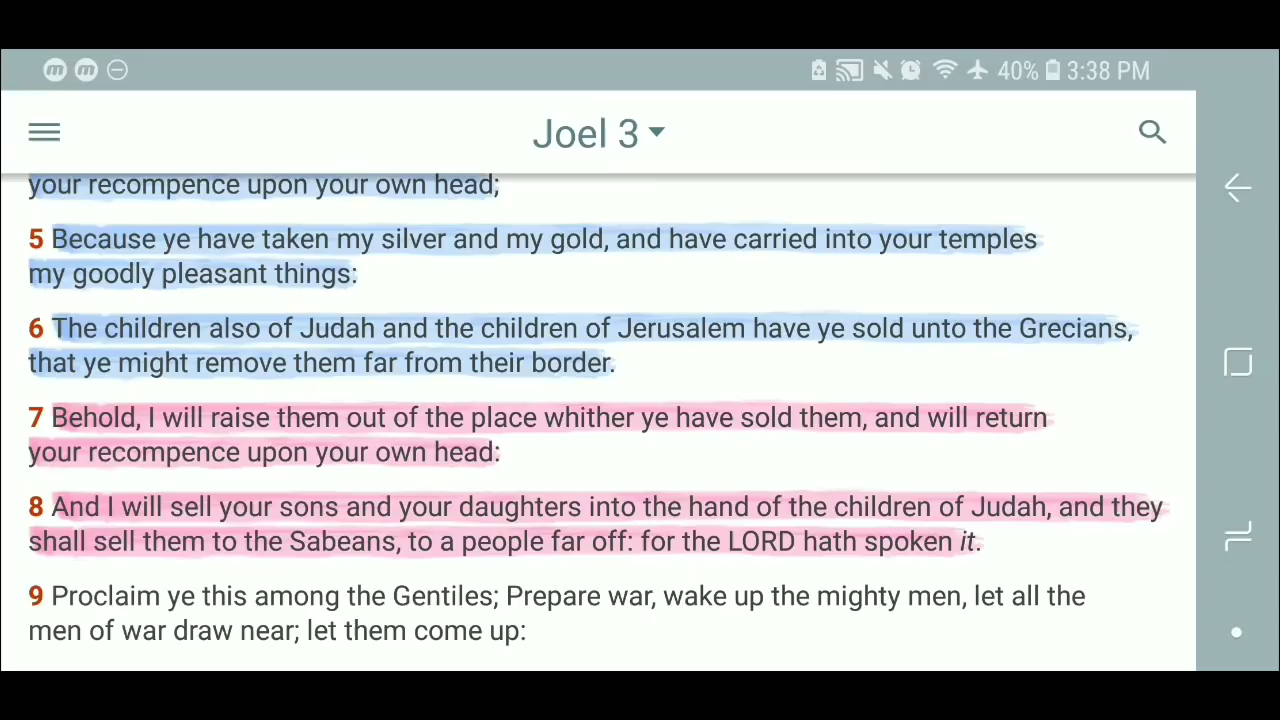 40% 3:38 PM
Joel 3
your recompence upon your own head;
5 Because ye have taken my silver and my gold, and have carried into your temples
my goodly pleasant things:
6 The children also of Judah and the children of Jerusalem have ye sold unto the Grecians,
that ye might remove them far from their border.
7 Behold, I will raise them out of the place whither ye have sold them, and will return
your recompence upon your own head:
8 And I will sell your sons and your daughters into the hand of the children of Judah, and they
shall sell them to the Sabeans, to a people far off: for the LORD hath spoken it.
9 Proclaim ye this among the Gentiles; Prepare war, wake up the mighty men, let all the
men of war draw near; let them come up: